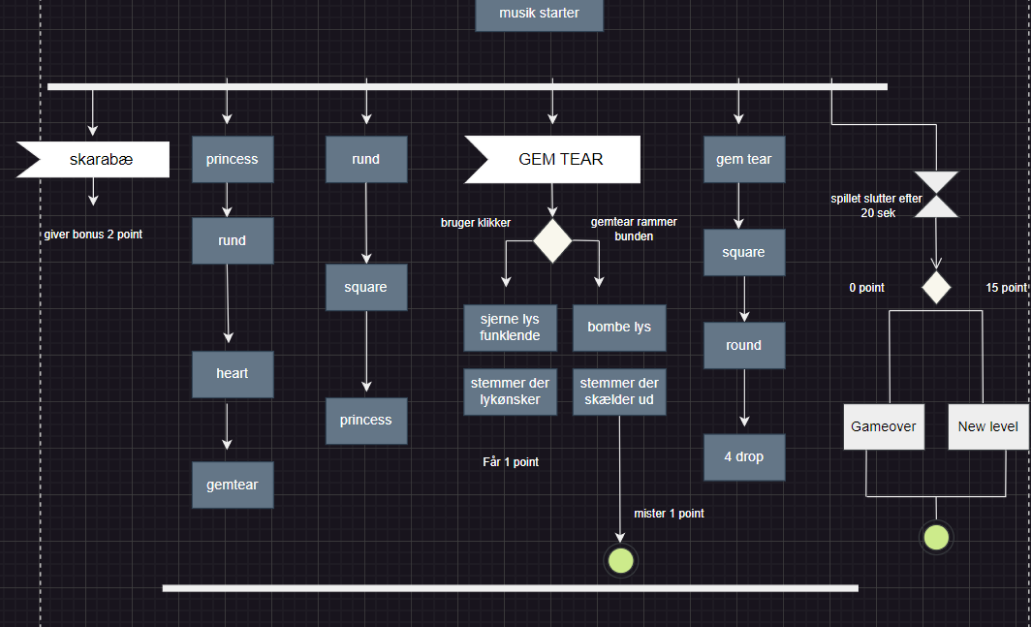 musik starter
skarabæ
princess
rund
GEM TEAR
gem tear
spillet slutter efter
20 sek
bruger klikker
gemtear rammer
bunden
giver bonus 2 point
rund
square
square
0 point
15 point
sjerne lys
funklende
bombe lys
round
heart
stemmer der
lykønsker
stemmer der
skælder ud
princess
Gameover
New level
Får 1 point
4 drop
gemtear
mister 1 point